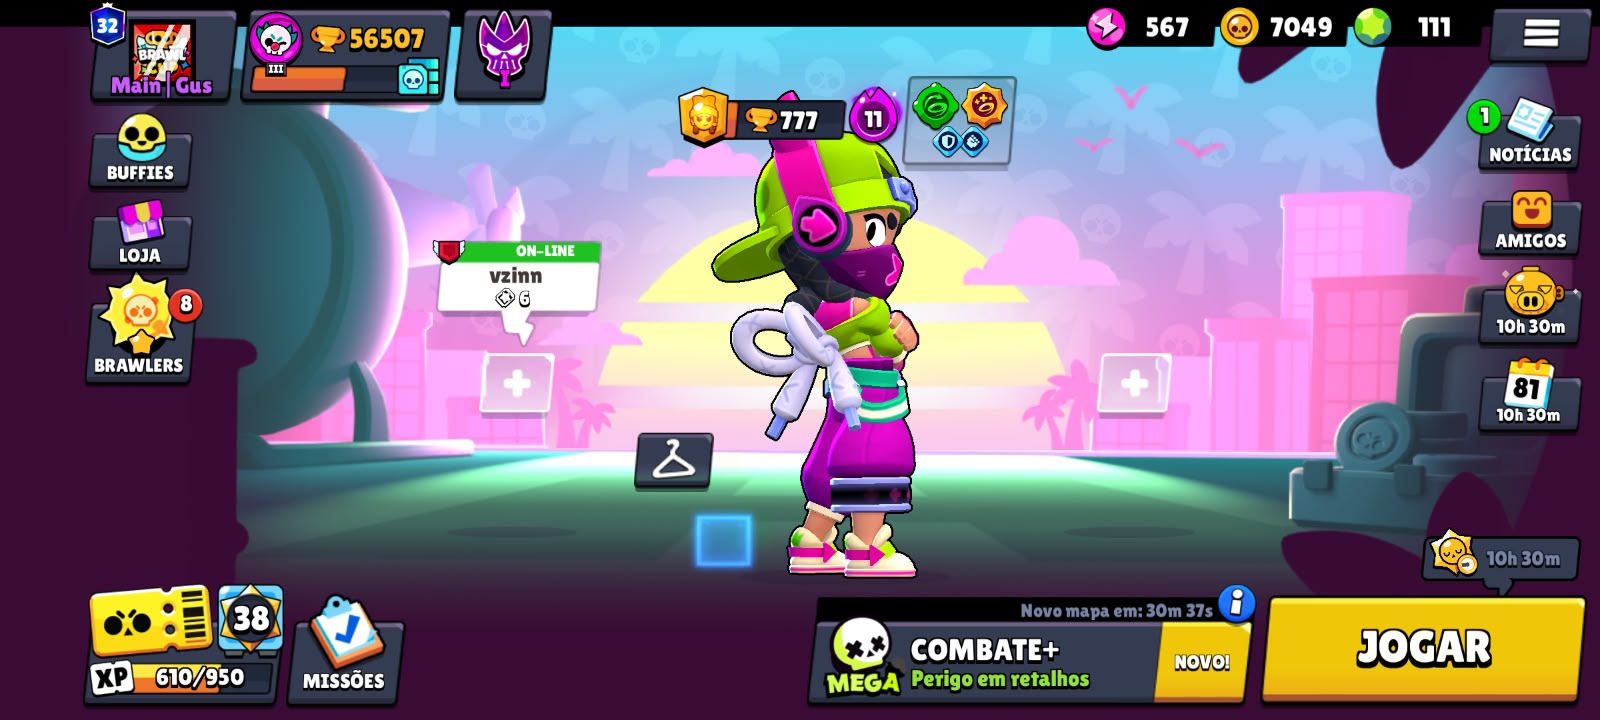 32
BRAWL
Main | Gus
III
56507
567
7049
111
BUFFIES
LOJA
8
BRAWLERS
ON-LINE
vzinn
6
777
11
1
NOTÍCIAS
AMIGOS
10h 30m
81
10h 30m
10h 30m
38
XP 610/950
MISSÕES
Novo mapa em: 30m 37s
i
MEGA
COMBATE+
Perigo em retalhos
NOVO!
JOGAR